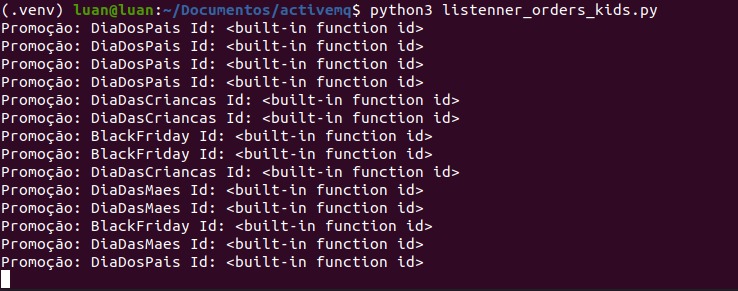 (.venv) luan@luan:~/Documentos/activemq$ python3 listenner_orders_kids.py
Promoção: DiaDosPais Id: <built-in function id>
Promoção: DiaDosPais Id: <built-in function id>
Promoção: DiaDosPais Id: <built-in function id>
Promoção: DiaDosPais Id: <built-in function id>
Promoção: DiaDasCriancas Id: <built-in function id>
Promoção: DiaDasCriancas Id: <built-in function id>
Promoção: BlackFriday Id: <built-in function id>
Promoção: BlackFriday Id: <built-in function id>
Promoção: DiaDasCriancas Id: <built-in function id>
Promoção: DiaDasMaes Id: <built-in function id>
Promoção: DiaDasMaes Id: <built-in function id>
Promoção: BlackFriday Id: <built-in function id>
Promoção: DiaDasMaes Id: <built-in function id>
Promoção: DiaDosPais Id: <built-in function id>